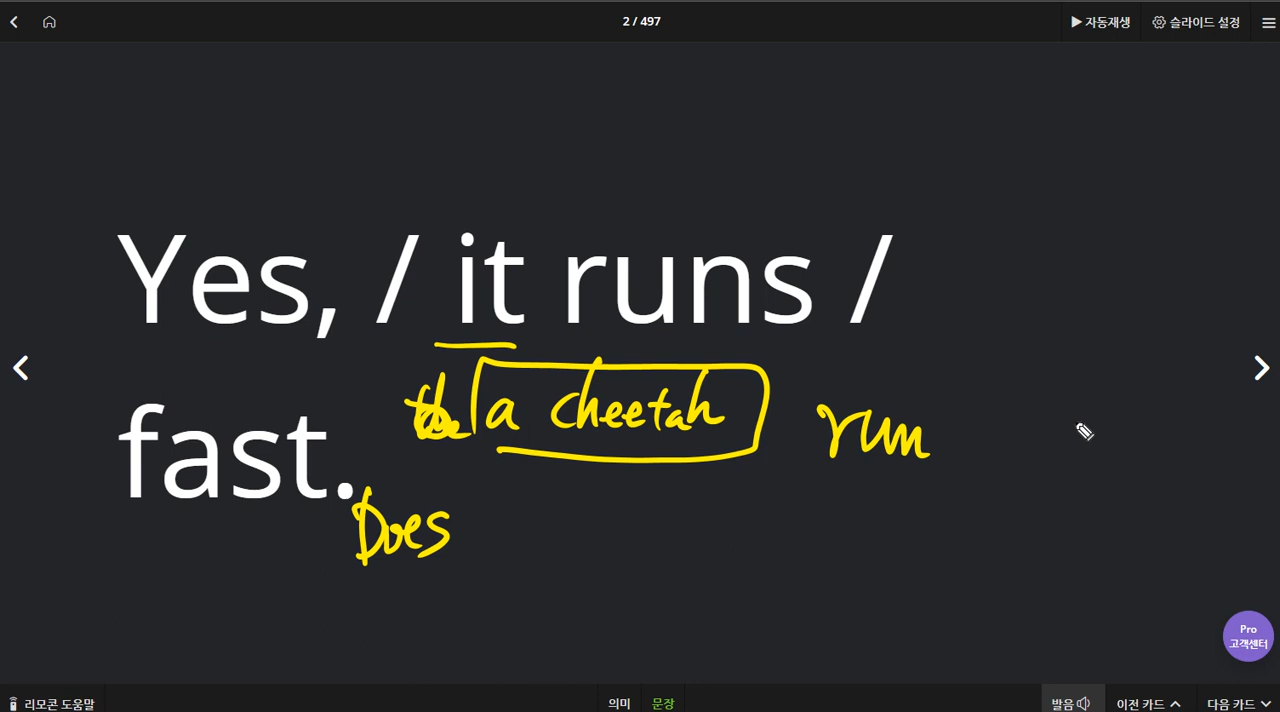 2 / 497
자동재생
슬라이드 설정
Yes, / it runs /
a cheetah
run
fast.
Does
Pro
고객센터
리모콘 도움말
의미
문장
발음
이전 카드
다음 카드